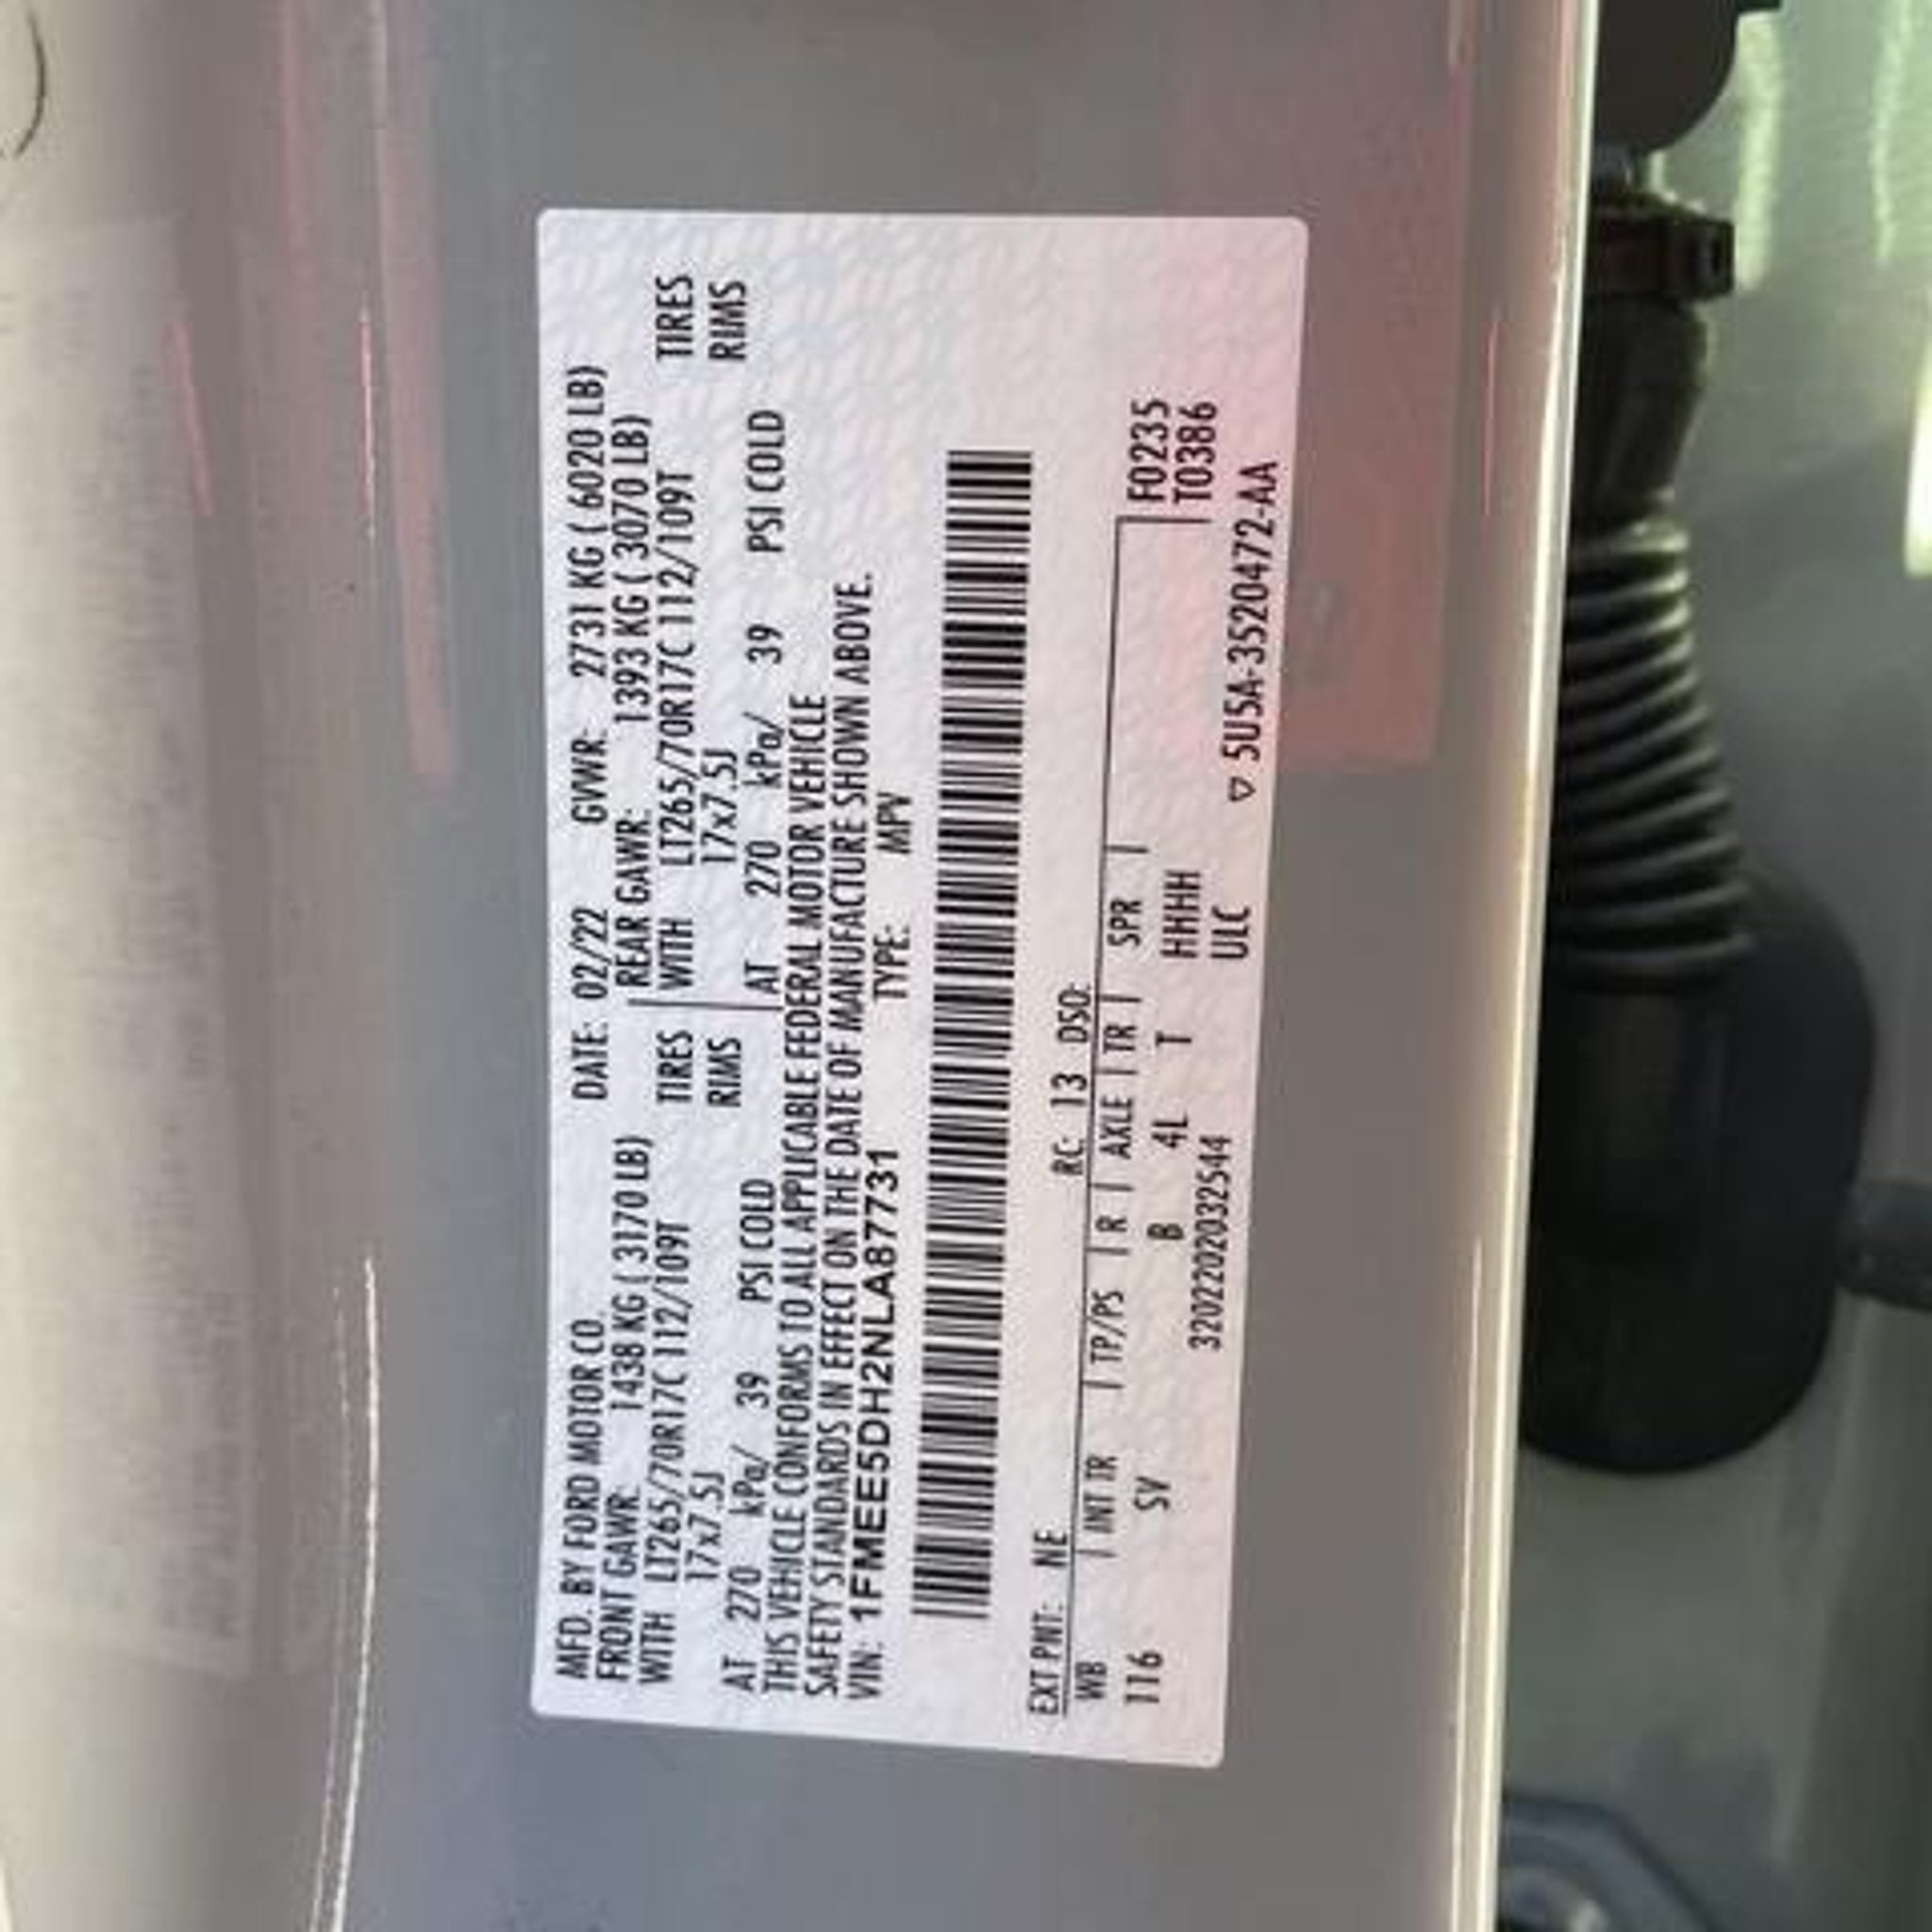 MFD. BY FORD MOTOR CO. DATE: 02/22 GVWR: 2731 KG ( 6020 LB)
FRONT GAWR: 1438 KG ( 3170 LB) REAR GAWR: 1393 KG ( 3070 LB)
WITH LT265/70R17C 112/109T TIRES WITH LT265/70R17C 112/109T TIRES
17x7.5J RIMS 17x7.5J RIMS
AT 270 kPa/ 39 PSI COLD AT 270 kPa/ 39 PSI COLD
THIS VEHICLE CONFORMS TO ALL APPLICABLE FEDERAL MOTOR VEHICLE
SAFETY STANDARDS IN EFFECT ON THE DATE OF MANUFACTURE SHOWN ABOVE.
VIN: 1FMEE5DH2NLA87731 TYPE: MPV
EXT PNT: NE RC: 13 DSO:
WB | INT TR | TP/PS | R | AXLE | TR | SPR | F0235
116 SV B 4L T HHHH T0386
320220203​2544 ULC ▽ 5U5A-3520472-AA